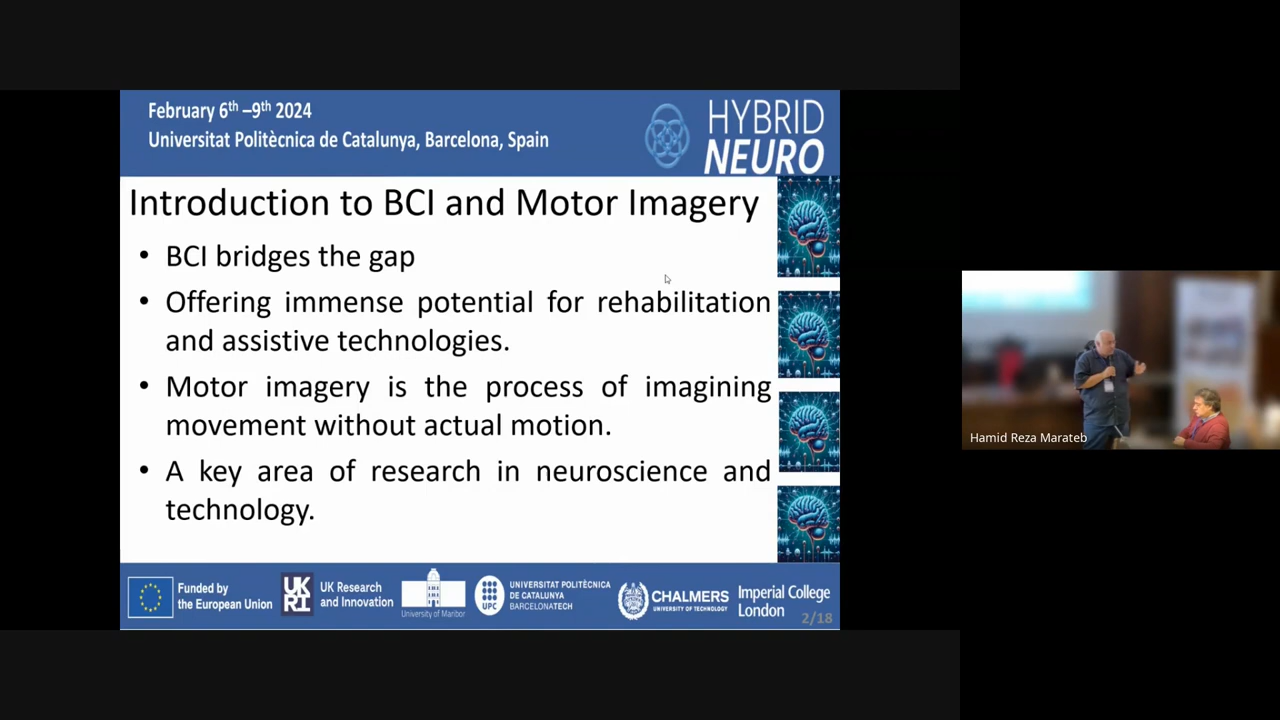 February 6th –9th 2024
Universitat Politècnica de Catalunya, Barcelona, Spain
HYBRID
NEURO
Introduction to BCI and Motor Imagery
• BCI bridges the gap
• Offering immense potential for rehabilitation
and assistive technologies.
• Motor imagery is the process of imagining
movement without actual motion.
• A key area of research in neuroscience and
technology.
Funded by
the European Union
UK
RI
UK Research
and Innovation
University of Maribor
UPC
UNIVERSITAT POLITÈCNICA
DE CATALUNYA
BARCELONATECH
CHALMERS
UNIVERSITY OF TECHNOLOGY
Imperial College
London
2/18
Hamid Reza Marateb